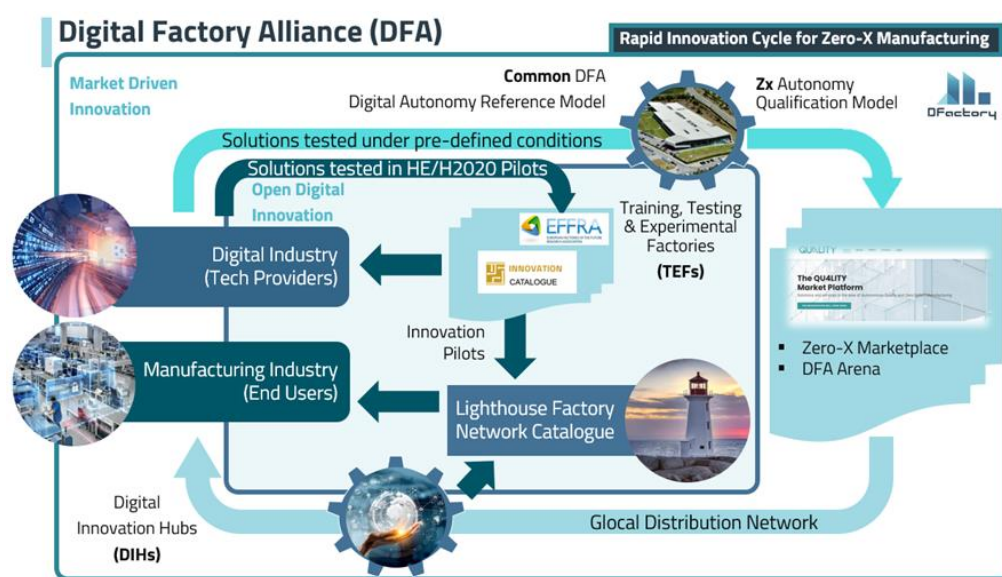 Digital Factory Alliance (DFA)
Rapid Innovation Cycle for Zero-X Manufacturing
Market Driven
Innovation
Common DFA
Digital Autonomy Reference Model
Zx Autonomy
Qualification Model
DFactory
Solutions tested under pre-defined conditions
Solutions tested in HE/H2020 Pilots
Open Digital
Innovation
EFFRA
INNOVATION
CATALOGUE
Training, Testing
& Experimental
Factories
(TEFs)
Digital Industry
(Tech Providers)
QU4LITY
The QU4LITY
Market Platform
Innovation
Pilots
Zero-X Marketplace
DFA Arena
Manufacturing Industry
(End Users)
Lighthouse Factory
Network Catalogue
Digital
Innovation Hubs
(DIHs)
Glocal Distribution Network